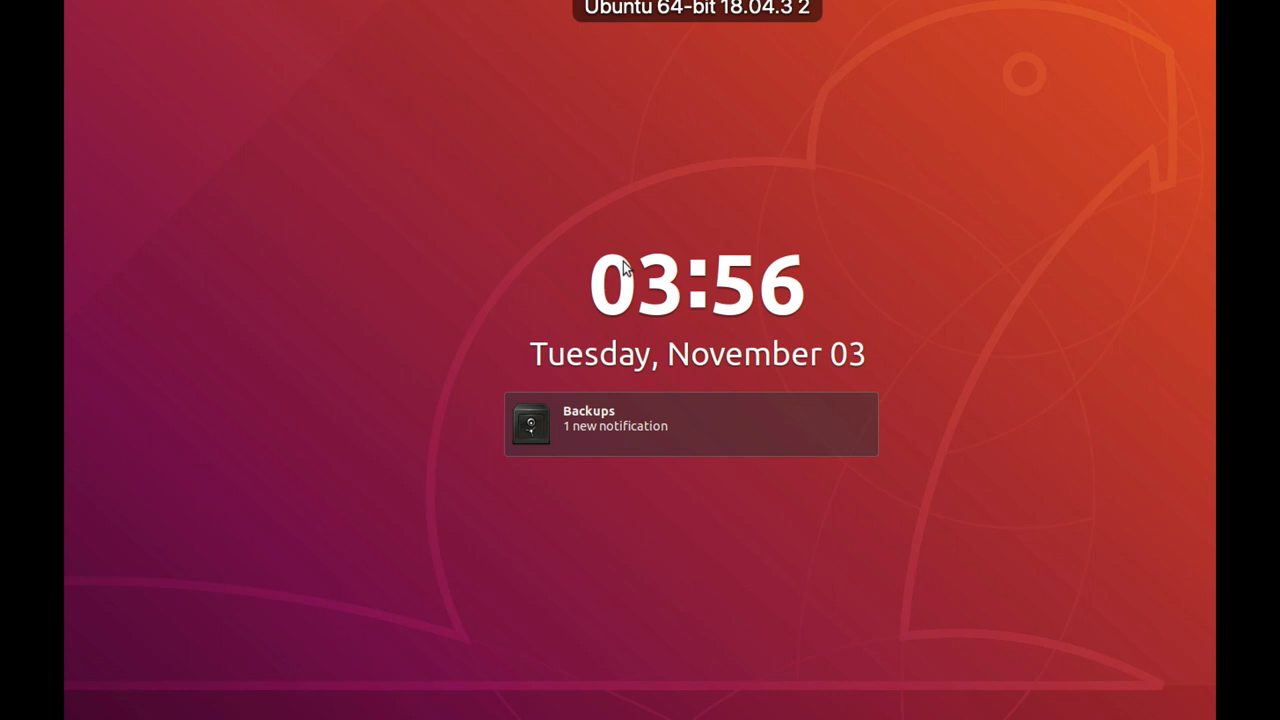 Ubuntu 64-bit 18.04.3 2
03:56
Tuesday, November 03
Backups
1 new notification